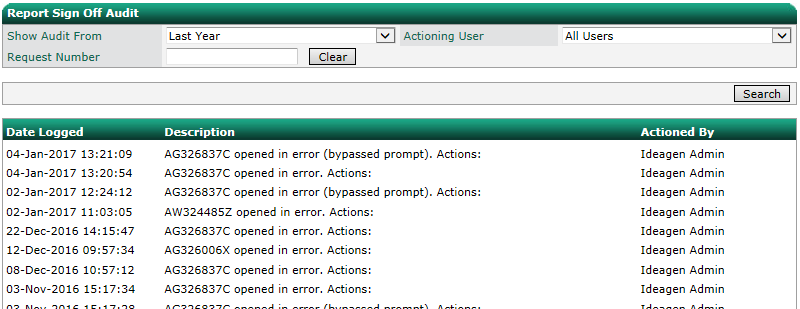 Report Sign Off Audit
Show Audit From Last Year Actioning User All Users
Request Number Clear
Search
Date Logged Description Actioned By
04-Jan-2017 13:21:09 AG326837C opened in error (bypassed prompt). Actions: Ideagen Admin
04-Jan-2017 13:20:54 AG326837C opened in error. Actions: Ideagen Admin
02-Jan-2017 12:24:12 AG326837C opened in error (bypassed prompt). Actions: Ideagen Admin
02-Jan-2017 11:03:05 AW324485Z opened in error. Actions: Ideagen Admin
22-Dec-2016 14:15:47 AG326837C opened in error. Actions: Ideagen Admin
12-Dec-2016 09:57:34 AG326006X opened in error. Actions: Ideagen Admin
08-Dec-2016 10:57:12 AG326837C opened in error. Actions: Ideagen Admin
03-Nov-2016 15:17:34 AG326837C opened in error. Actions: Ideagen Admin
03-Nov-2016 15:17:28 AG326837C opened in error (bypassed prompt). Actions: Ideagen Admin